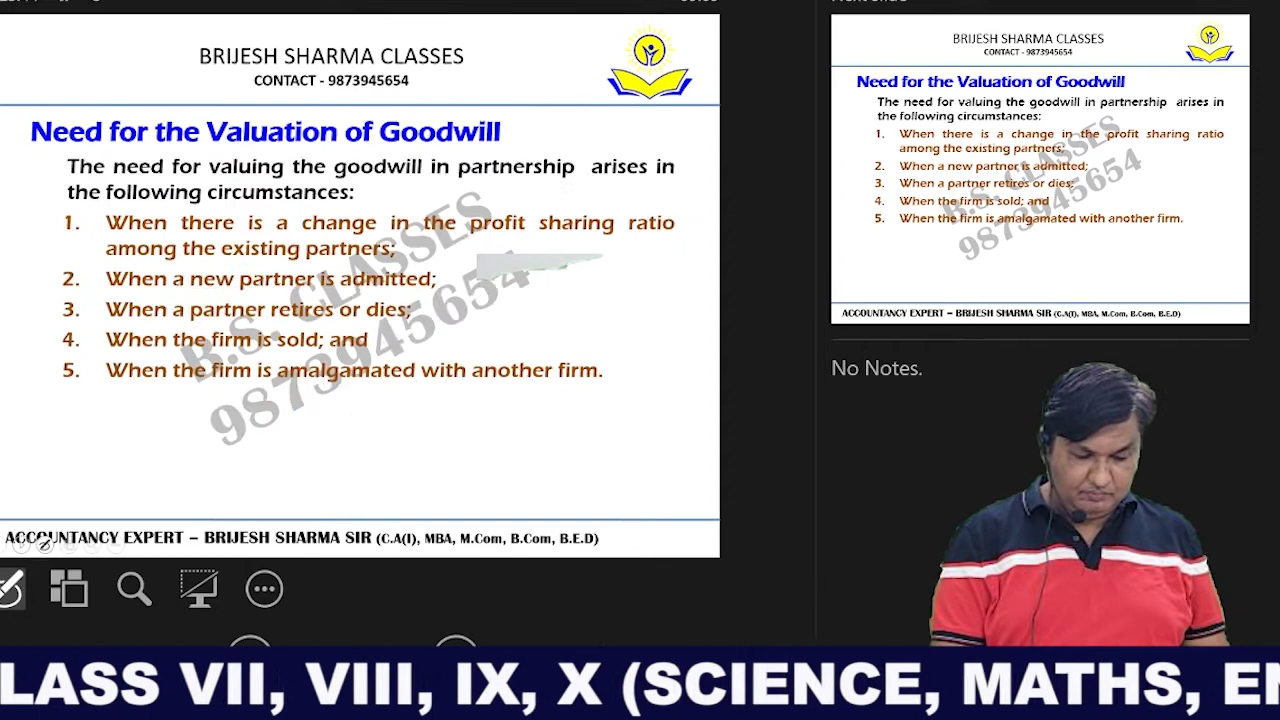 BRIJESH SHARMA CLASSES
CONTACT - 9873945654
Need for the Valuation of Goodwill
The need for valuing the goodwill in partnership arises in
the following circumstances:
1. When there is a change in the profit sharing ratio
among the existing partners;
2. When a new partner is admitted;
3. When a partner retires or dies;
4. When the firm is sold; and
5. When the firm is amalgamated with another firm.
B.S. CLASSES
9873945654
ACCOUNTANCY EXPERT – BRIJESH SHARMA SIR (C.A(I), MBA, M.Com, B.Com, B.E.D)
BRIJESH SHARMA CLASSES
CONTACT - 9873945654
Need for the Valuation of Goodwill
The need for valuing the goodwill in partnership arises in
the following circumstances:
1. When there is a change in the profit sharing ratio
among the existing partners;
2. When a new partner is admitted;
3. When a partner retires or dies;
4. When the firm is sold; and
5. When the firm is amalgamated with another firm.
B.S. CLASSES
9873945654
ACCOUNTANCY EXPERT – BRIJESH SHARMA SIR (C.A(I), MBA, M.Com, B.Com, B.E.D)
No Notes.
LASS VII, VIII, IX, X (SCIENCE, MATHS, EN